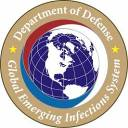 Department of Defense
Global Emerging Infections System